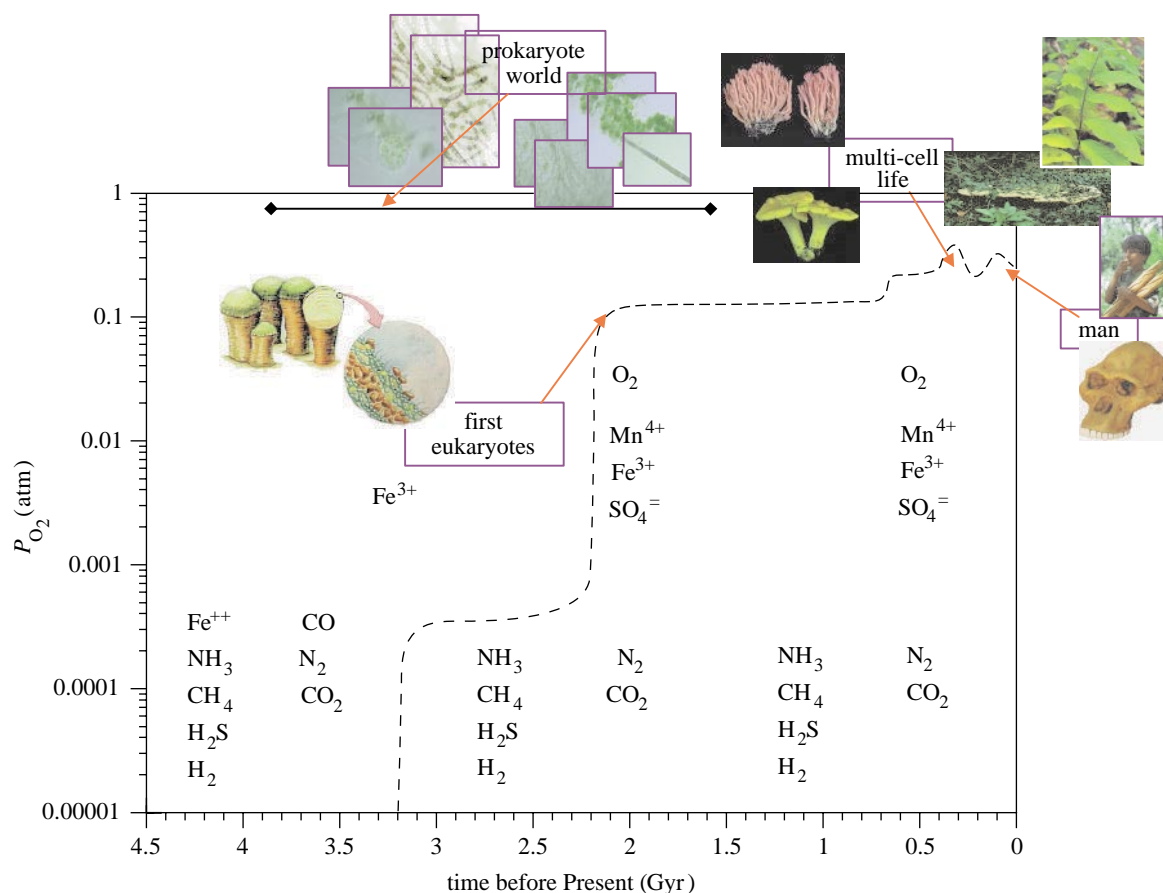 prokaryote
world
multi-cell
life
man
first
eukaryotes
P_O₂ (atm)
1
0.1
0.01
0.001
0.0001
0.00001
Fe³⁺
O₂
Mn⁴⁺
Fe³⁺
SO₄⁼
O₂
Mn⁴⁺
Fe³⁺
SO₄⁼
Fe⁺⁺ CO
NH₃ N₂
CH₄ CO₂
H₂S
H₂
NH₃ N₂
CH₄ CO₂
H₂S
H₂
NH₃ N₂
CH₄ CO₂
H₂S
H₂
4.5 4 3.5 3 2.5 2 1.5 1 0.5 0
time before Present (Gyr)